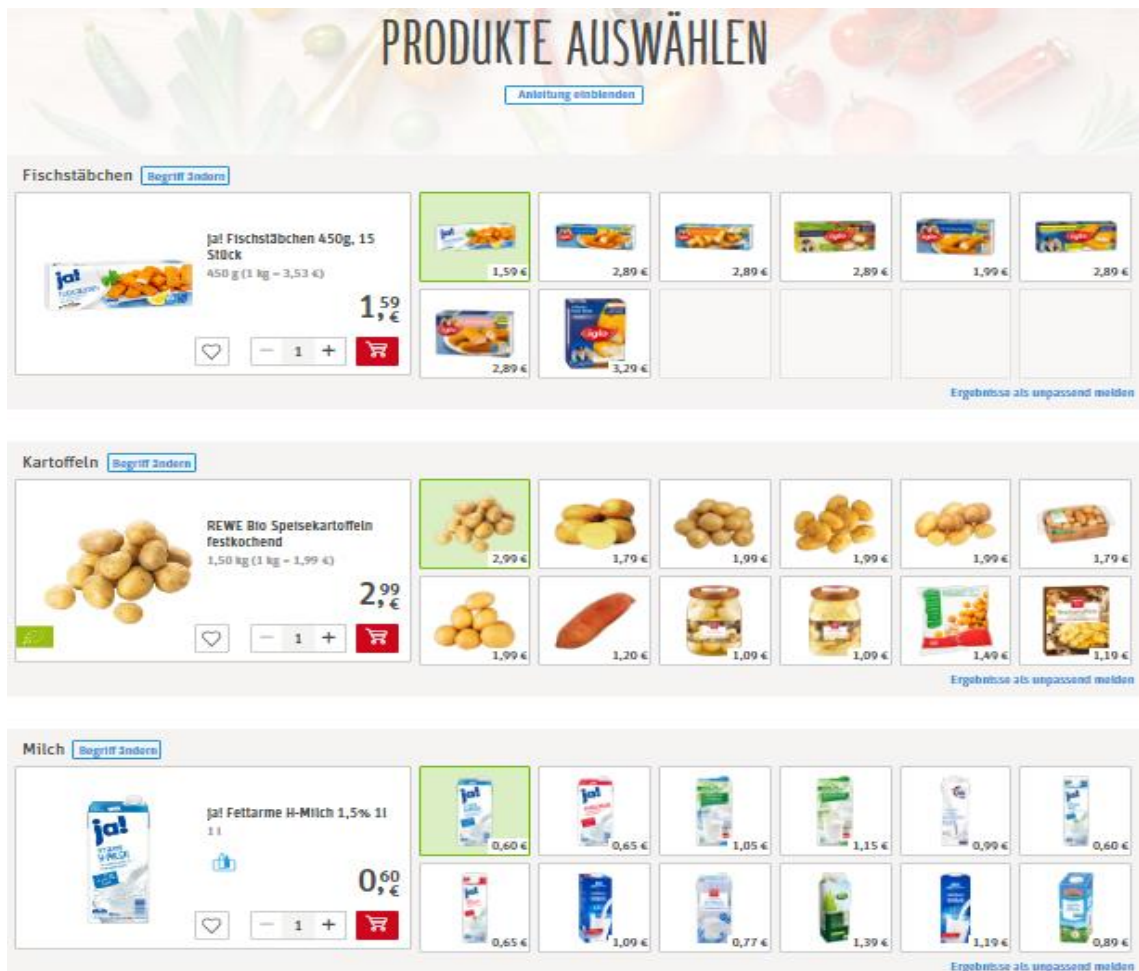 PRODUKTE AUSWÄHLEN
Anleitung einblenden
Fischstäbchen Begriff ändern
ja! Fischstäbchen 450g, 15
Stück
450 g (1 kg = 3,53 €)
1,59 €
1
1,59 € 2,89 € 2,89 € 2,89 € 1,99 € 2,89 €
2,89 € 3,29 €
Ergebnisse als unpassend melden
Kartoffeln Begriff ändern
REWE Bio Speisekartoffeln
festkochend
1,50 kg (1 kg = 1,99 €)
2,99 €
1
2,99 € 1,79 € 1,99 € 1,99 € 1,99 € 1,79 €
1,99 € 1,20 € 1,09 € 1,09 € 1,49 € 1,19 €
Ergebnisse als unpassend melden
Milch Begriff ändern
ja!
H-MILCH
ja! Fettarme H-Milch 1,5% 1l
1 l
0,60 €
1
0,60 € 0,65 € 1,05 € 1,15 € 0,99 € 0,60 €
0,65 € 1,09 € 0,77 € 1,39 € 1,19 € 0,89 €
Ergebnisse als unpassend melden